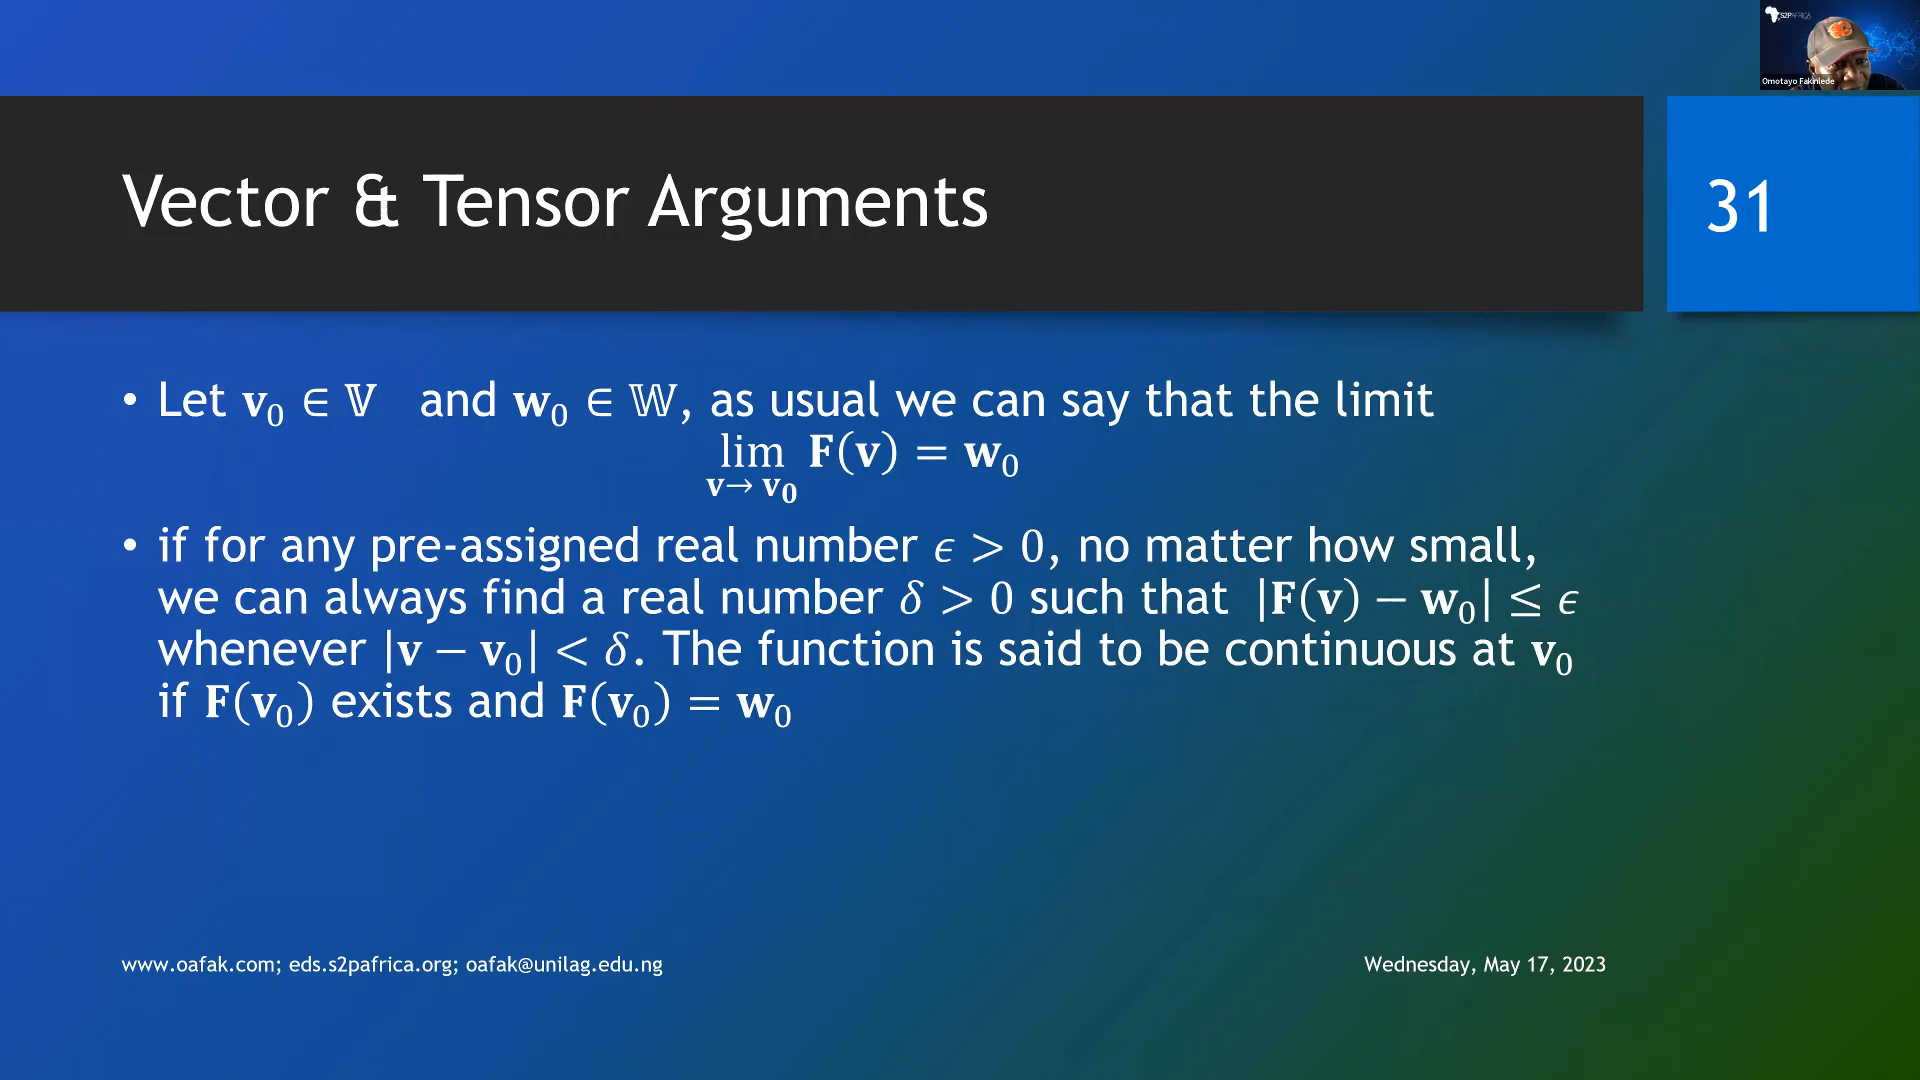 S2PAFRICA
Omotayo Fakinlede
Vector & Tensor Arguments
31
• Let 𝐯₀ ∈ 𝕍 and 𝐰₀ ∈ 𝕎, as usual we can say that the limit
lim 𝐅(𝐯) = 𝐰₀
𝐯→ 𝐯₀
• if for any pre-assigned real number ϵ > 0, no matter how small,
we can always find a real number δ > 0 such that |𝐅(𝐯) − 𝐰₀| ≤ ϵ
whenever |𝐯 − 𝐯₀| < δ. The function is said to be continuous at 𝐯₀
if 𝐅(𝐯₀) exists and 𝐅(𝐯₀) = 𝐰₀
www.oafak.com; eds.s2pafrica.org; oafak@unilag.edu.ng
Wednesday, May 17, 2023